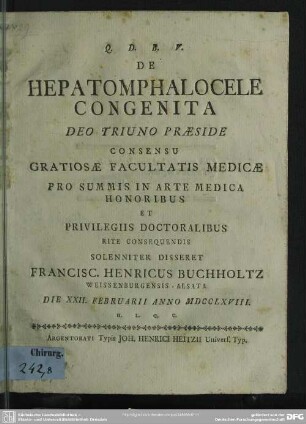 Q. D. B. V.
DE
HEPATOMPHALOCELE
CONGENITA
DEO TRIUNO PRÆSIDE
CONSENSU
GRATIOSÆ FACULTATIS MEDICÆ
PRO SUMMIS IN ARTE MEDICA
HONORIBUS
ET
PRIVILEGIIS DOCTORALIBUS
RITE CONSEQUENDIS
SOLENNITER DISSERET
FRANCISC. HENRICUS BUCHHOLTZ
WEISSENBURGENSIS-ALSATA
DIE XXII. FEBRUARII ANNO MDCCLXVIII.
H. L. Q. C.
ARGENTORATI Typis JOH. HENRICI HEITZII Universf. Typ.
Chirurg.
242,8